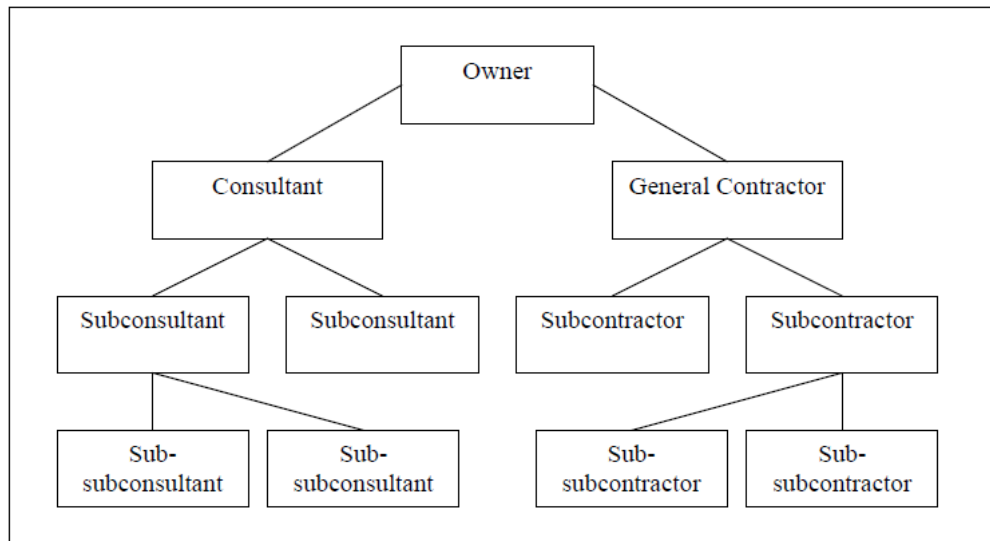 Owner
Consultant
General Contractor
Subconsultant
Subconsultant
Subcontractor
Subcontractor
Sub-
subconsultant
Sub-
subconsultant
Sub-
subcontractor
Sub-
subcontractor